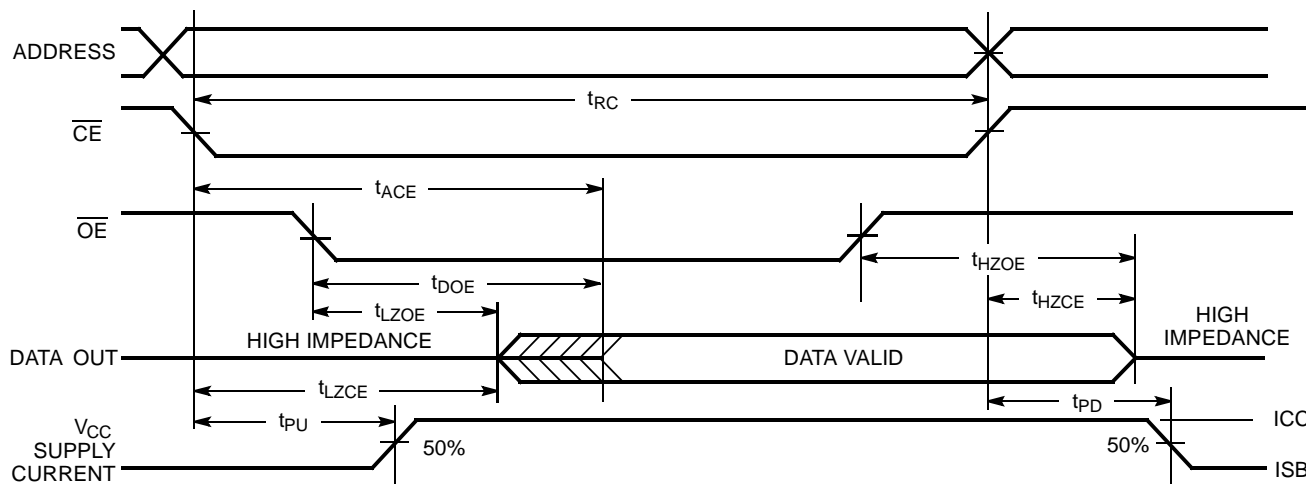 ADDRESS
tRC
CE
tACE
OE
tHZOE
tDOE
tLZOE
tHZCE
HIGH IMPEDANCE
HIGH
IMPEDANCE
DATA OUT
DATA VALID
tLZCE
tPU
tPD
VCC
SUPPLY
CURRENT
50%
50%
ICC
ISB